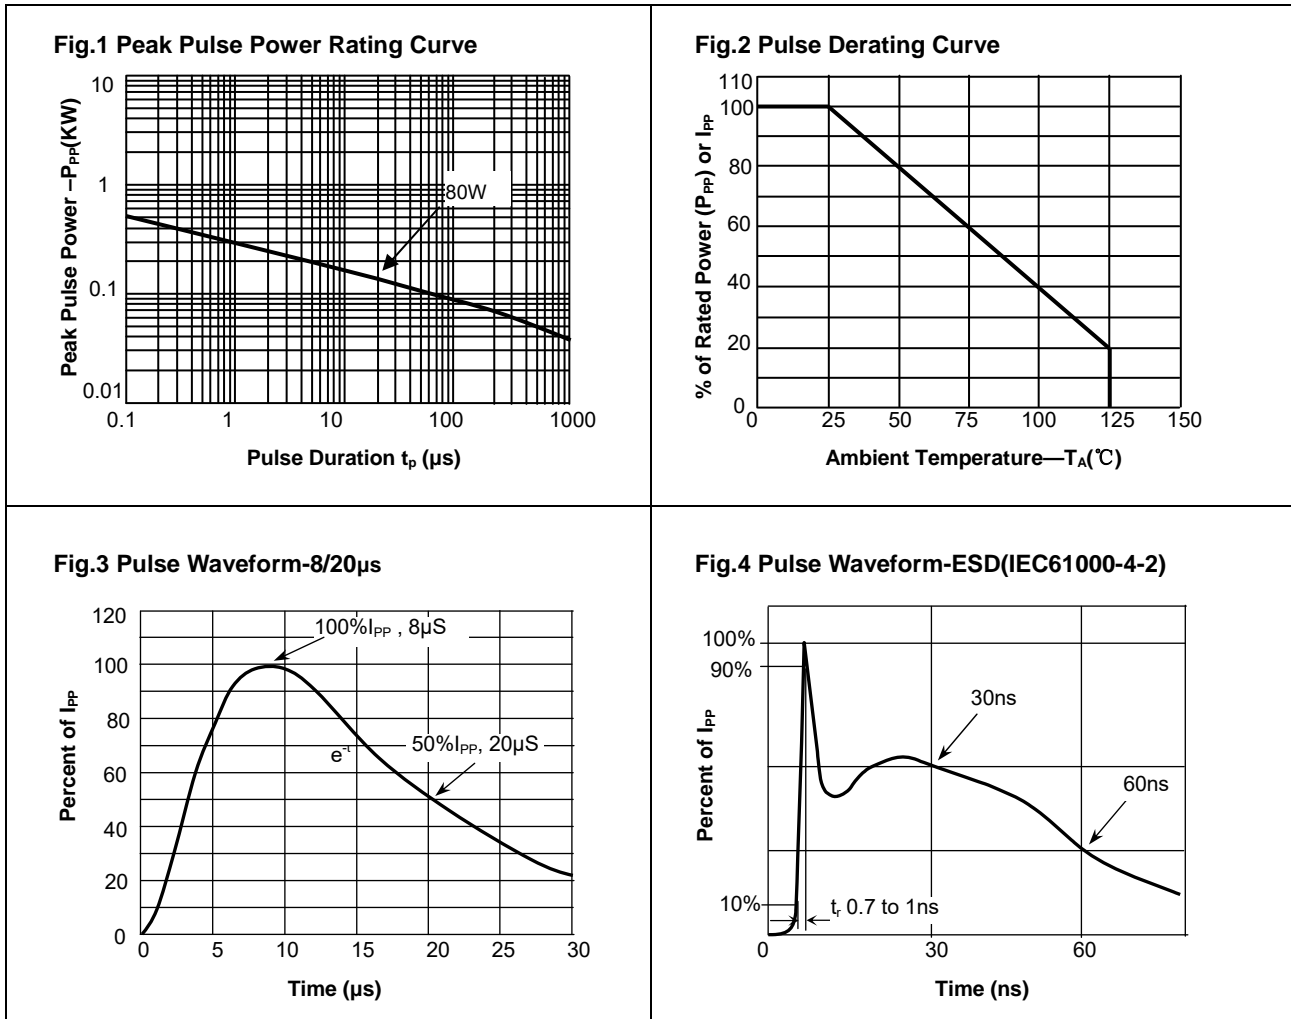 Fig.1 Peak Pulse Power Rating Curve
Peak Pulse Power –PPP(KW)
10
1
0.1
0.01
80W
0.1 1 10 100 1000
Pulse Duration tp (µs)
Fig.2 Pulse Derating Curve
% of Rated Power (PPP) or IPP
110
100
80
60
40
20
0
25 50 75 100 125 150
Ambient Temperature—TA(℃)
Fig.3 Pulse Waveform-8/20µs
Percent of IPP
120
100
80
60
40
20
0
100%IPP , 8µS
e-t
50%IPP, 20µS
0 5 10 15 20 25 30
Time (µs)
Fig.4 Pulse Waveform-ESD(IEC61000-4-2)
Percent of IPP
100%
90%
10%
30ns
60ns
tr 0.7 to 1ns
0 30 60
Time (ns)